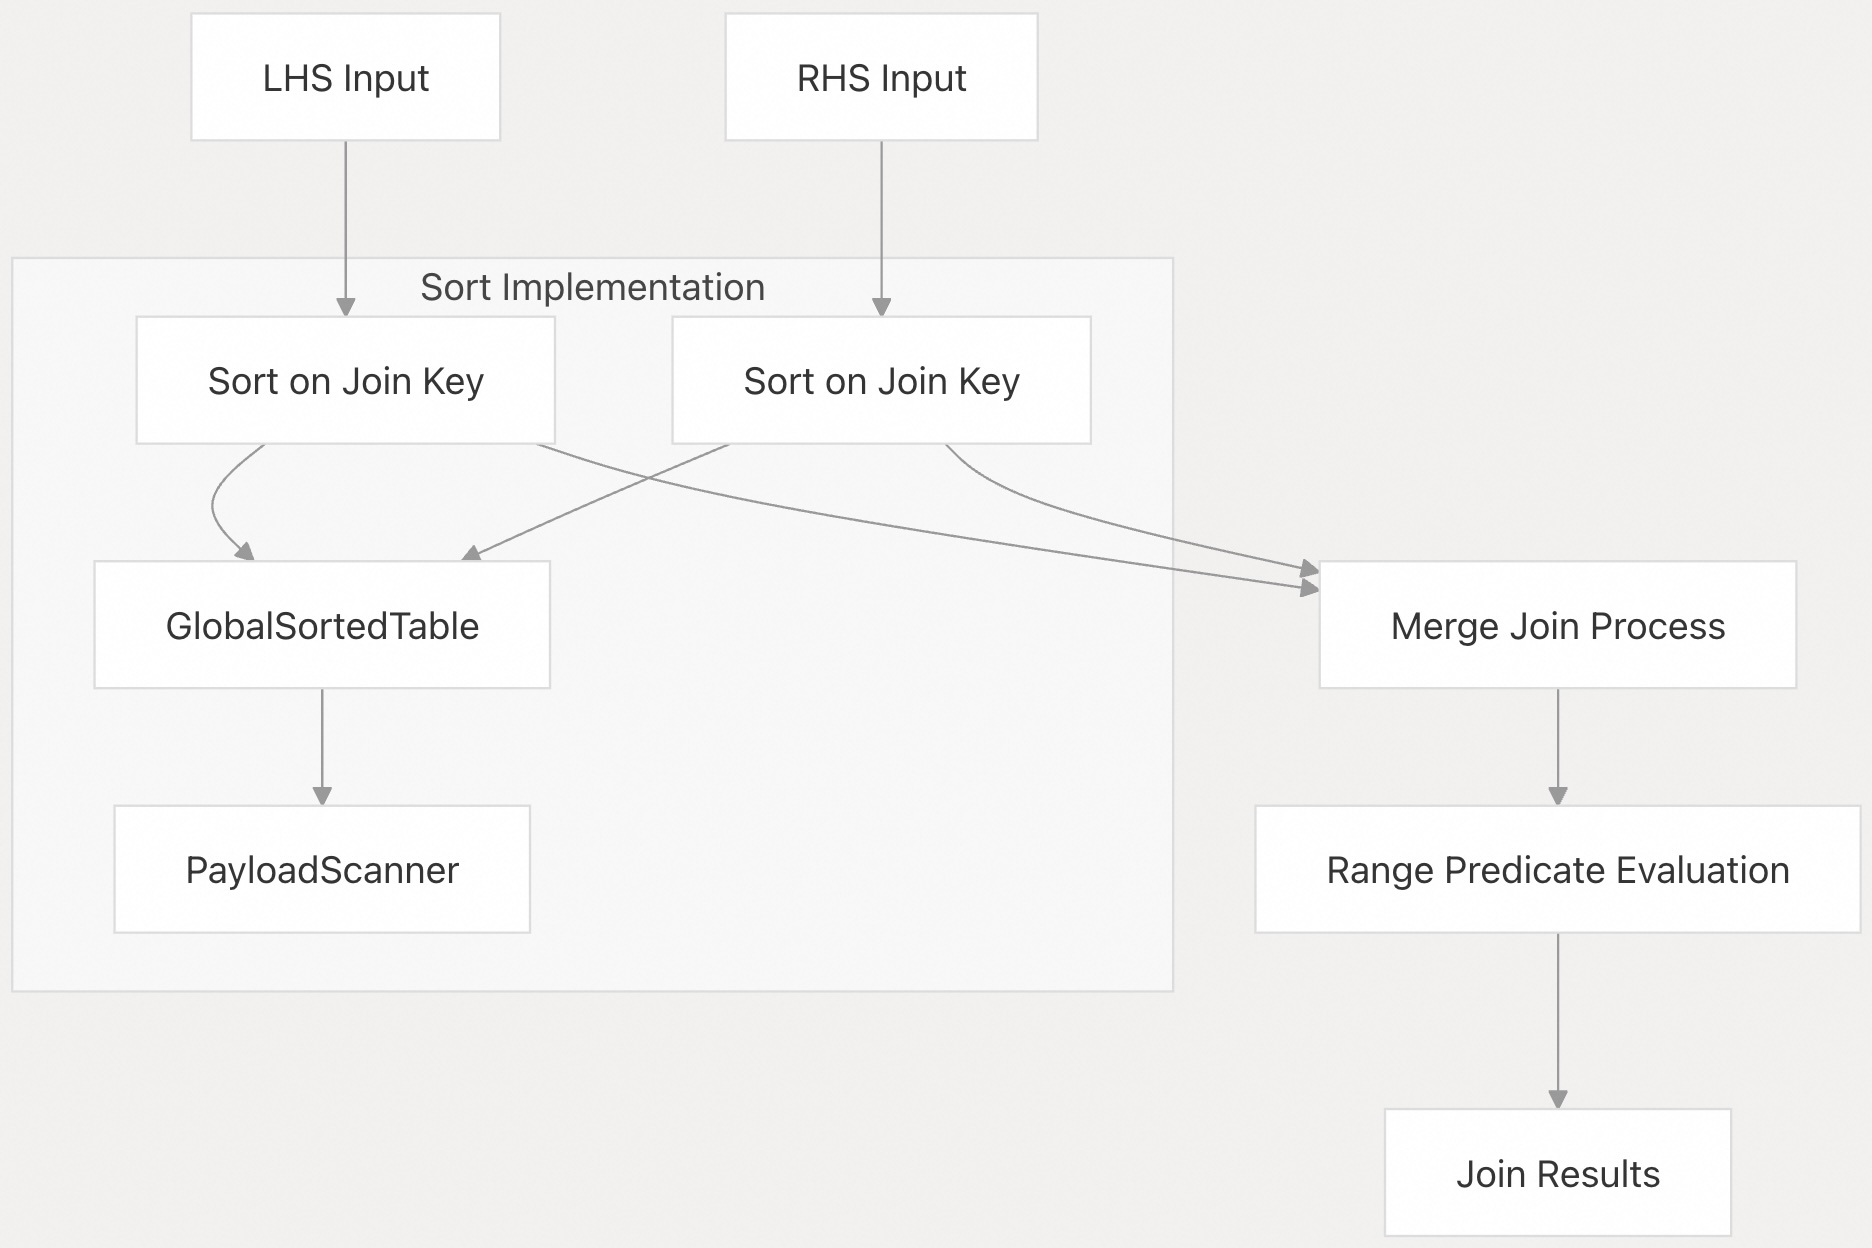 LHS Input
RHS Input
Sort Implementation
Sort on Join Key
Sort on Join Key
GlobalSortedTable
Merge Join Process
PayloadScanner
Range Predicate Evaluation
Join Results